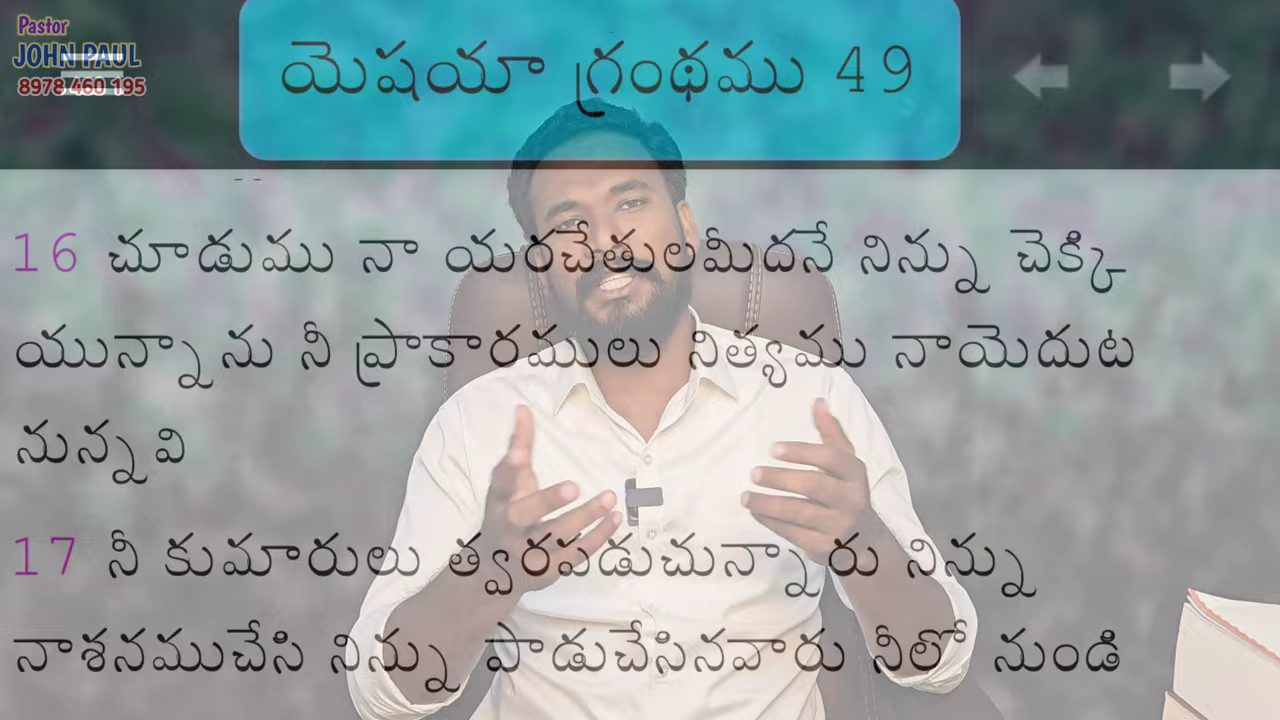 Pastor
JOHN PAUL
8978 460 195
యెషయా గ్రంథము 49
16 చూడుము నా యరచేతులమీదనే నిన్ను చెక్కి
యున్నాను నీ ప్రాకారములు నిత్యము నాయెదుట
నున్నవి
17 నీ కుమారులు త్వరపడుచున్నారు నిన్ను
నాశనముచేసి నిన్ను పాడుచేసినవారు నీలో నుండి